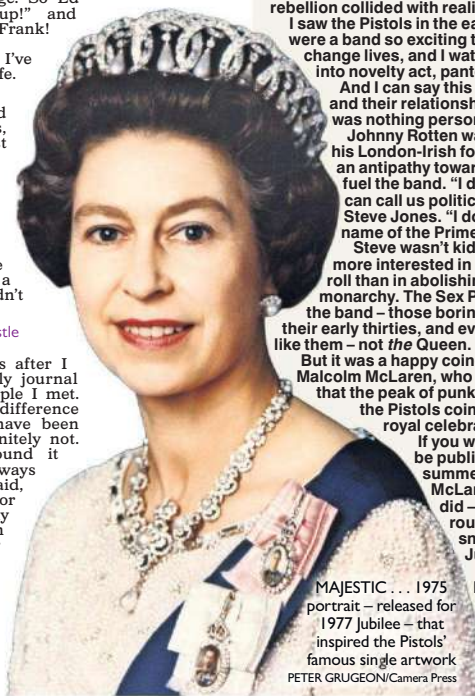 up!” and
Frank!
I’ve
fe.
d
s,
st
e
a
dn’t
stle
s after I
ly journal
ple I met.
difference
have been
nitely not.
und it
ways
aid,
or
y
n
rebellion collided with reali
I saw the Pistols in the ea
were a band so exciting t
change lives, and I wat
into novelty act, pant
And I can say this
and their relationsh
was nothing person
Johnny Rotten wa
his London-Irish fo
an antipathy towar
fuel the band. “I d
can call us politic
Steve Jones. “I do
name of the Prime
Steve wasn’t kid
more interested in
roll than in abolishin
monarchy. The Sex P
the band – those borin
their early thirties, and ev
like them – not the Queen.
But it was a happy coin
Malcolm McLaren, who
that the peak of punk
the Pistols coin
royal celebra
If you w
be publi
summe
McLar
did –
rou
sn
Ju
MAJESTIC . . . 1975
portrait – released for
1977 Jubilee – that
inspired the Pistols’
famous single artwork
PETER GRUGEON/Camera Press